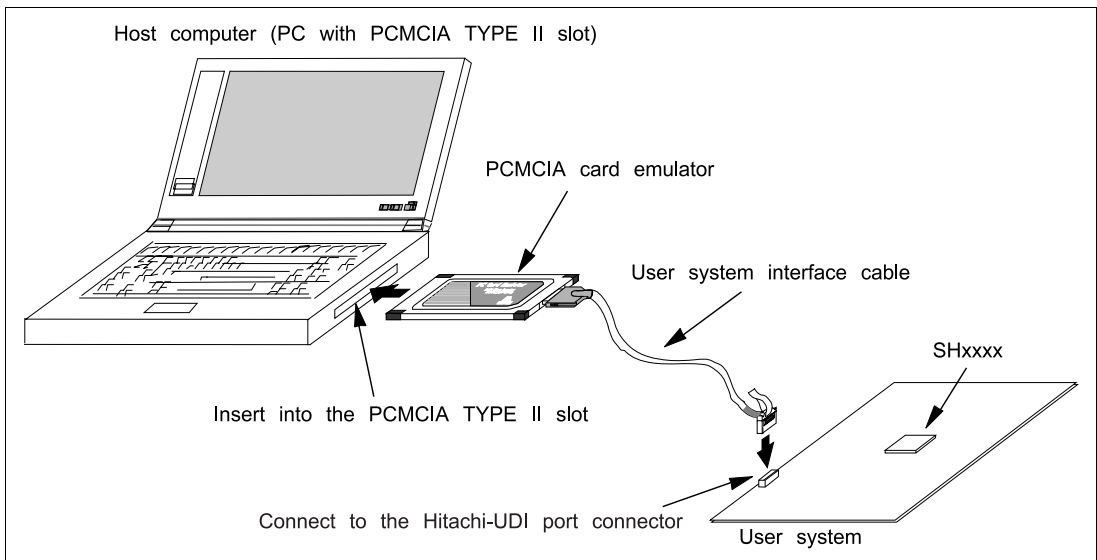 Host computer (PC with PCMCIA TYPE II slot)
PCMCIA card emulator
User system interface cable
SHxxxx
Insert into the PCMCIA TYPE II slot
Connect to the Hitachi-UDI port connector
User system